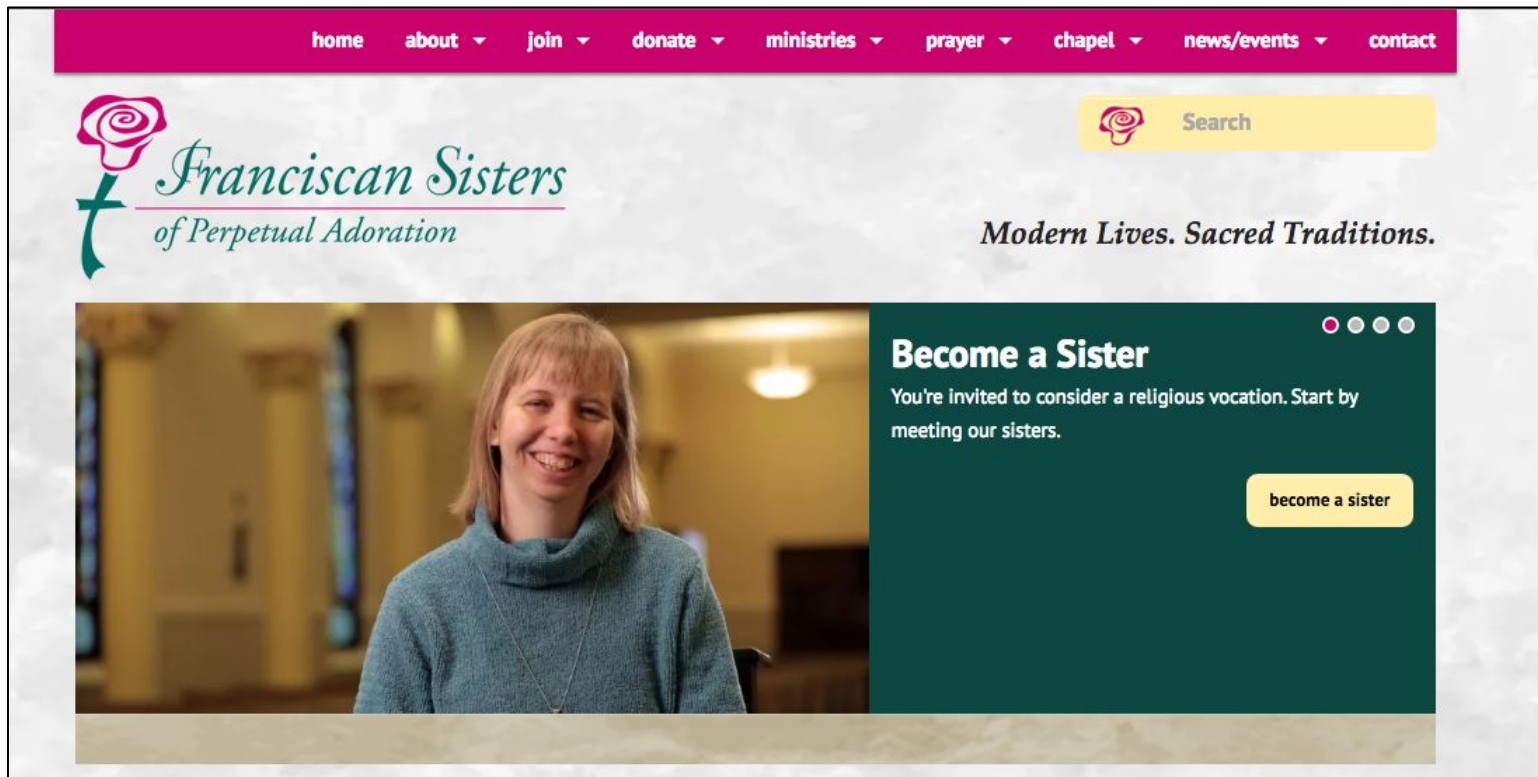 home about join donate ministries prayer chapel news/events contact
Search
Franciscan Sisters
of Perpetual Adoration
Modern Lives. Sacred Traditions.
Become a Sister
You're invited to consider a religious vocation. Start by
meeting our sisters.
become a sister